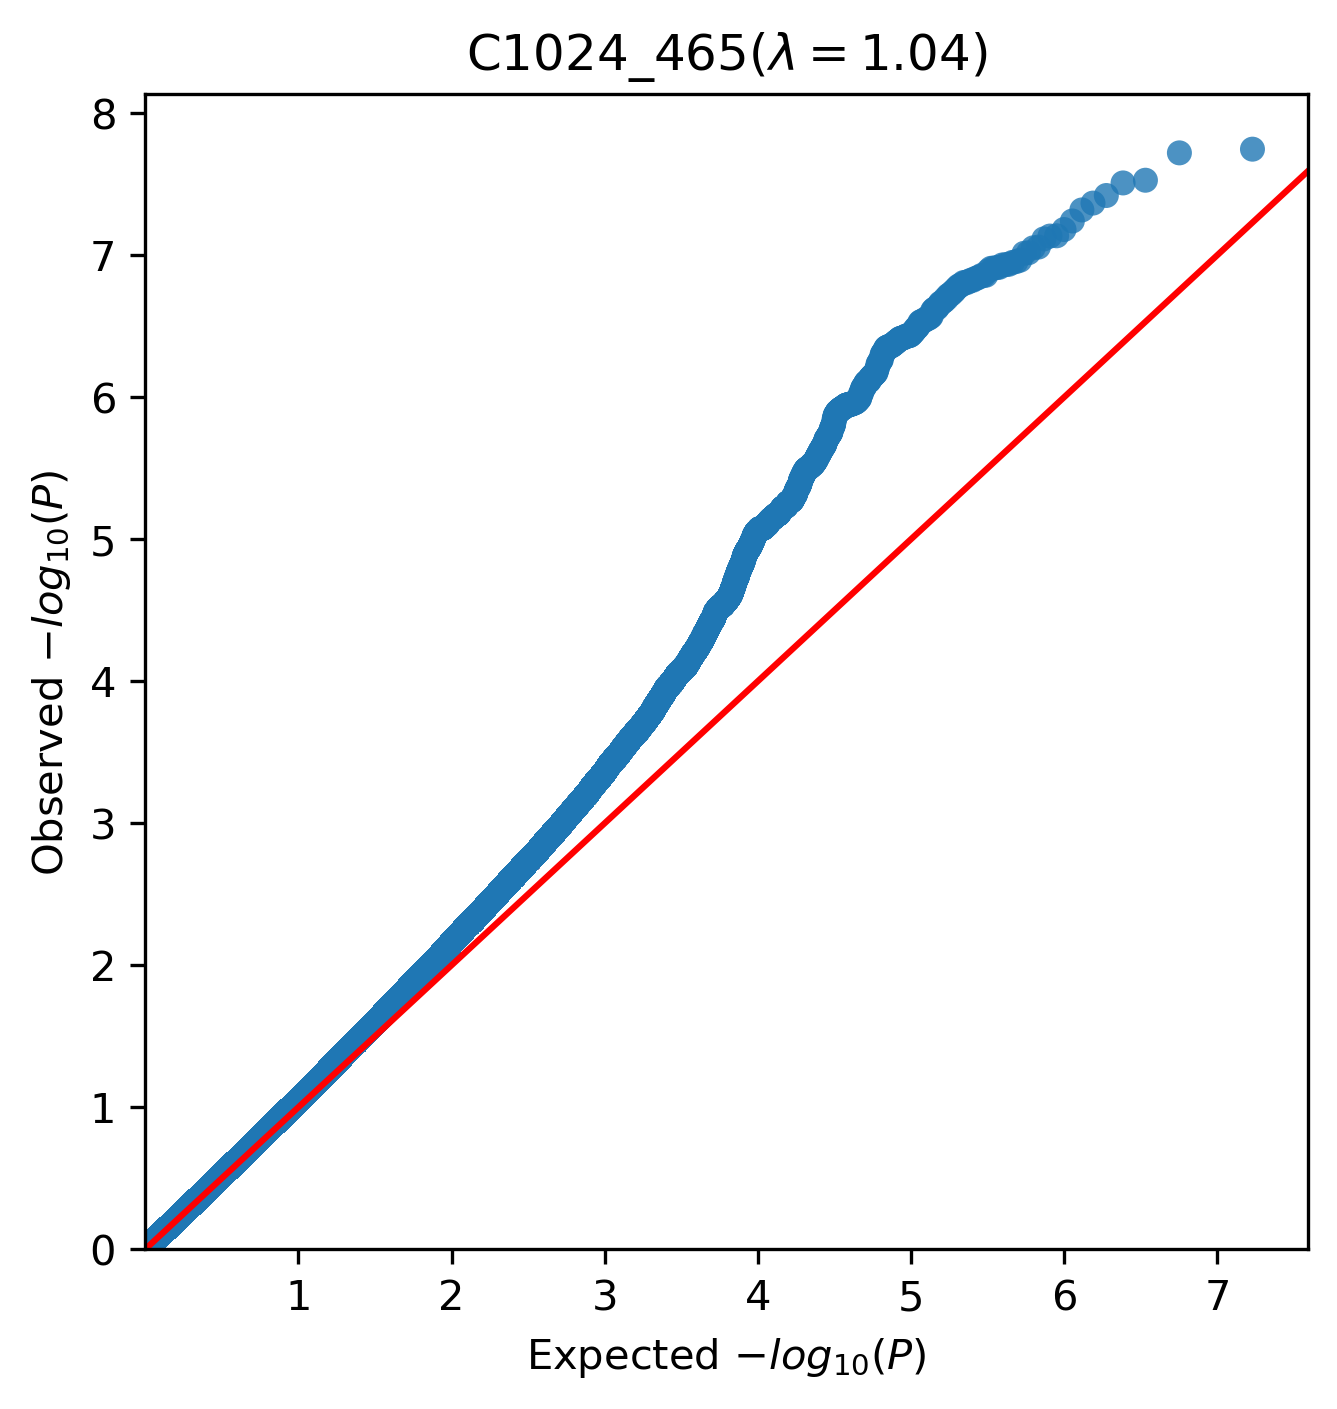 C1024_465(λ = 1.04)
Observed −log10(P)
8
7
6
5
4
3
2
1
0
1 2 3 4 5 6 7
Expected −log10(P)